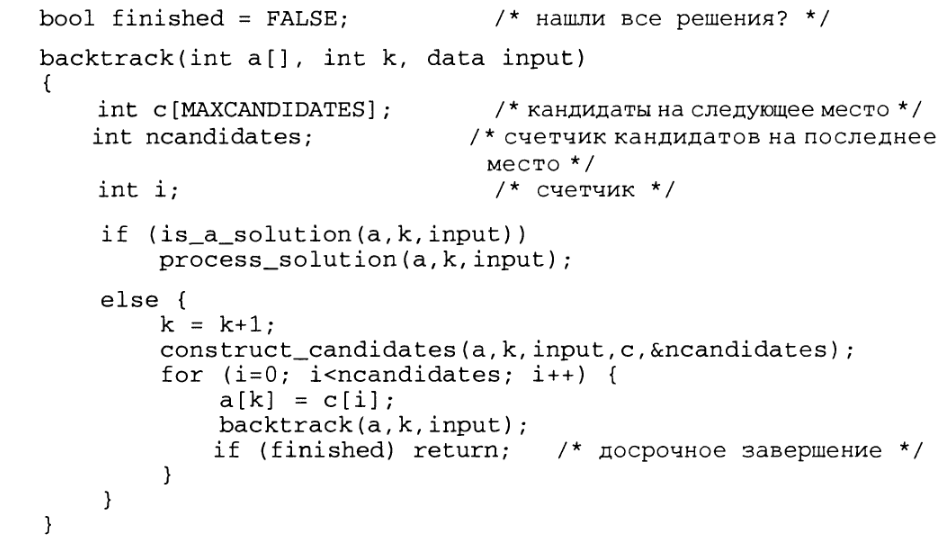 bool finished = FALSE; /* нашли все решения? */
backtrack(int a[], int k, data input)
{
int c[MAXCANDIDATES]; /* кандидаты на следующее место */
int ncandidates; /* счетчик кандидатов на последнее
место */
int i; /* счетчик */
if (is_a_solution(a,k,input))
process_solution(a,k,input);
else {
k = k+1;
construct_candidates(a,k,input,c,&ncandidates);
for (i=0; i<ncandidates; i++) {
a[k] = c[i];
backtrack(a,k,input);
if (finished) return; /* досрочное завершение */
}
}
}